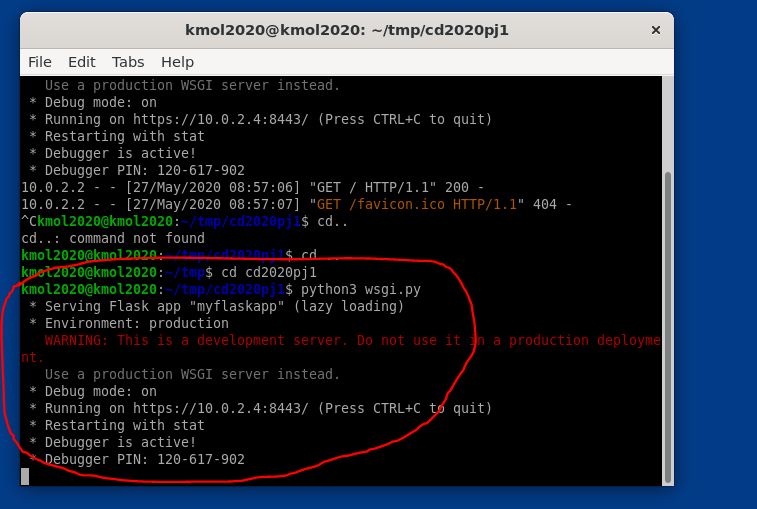 kmol2020@kmol2020: ~/tmp/cd2020pj1
File Edit Tabs Help
Use a production WSGI server instead.
* Debug mode: on
* Running on https://10.0.2.4:8443/ (Press CTRL+C to quit)
* Restarting with stat
* Debugger is active!
* Debugger PIN: 120-617-902
10.0.2.2 - - [27/May/2020 08:57:06] "GET / HTTP/1.1" 200 -
10.0.2.2 - - [27/May/2020 08:57:07] "GET /favicon.ico HTTP/1.1" 404 -
^Ckmol2020@kmol2020:~/tmp/cd2020pj1$ cd..
cd..: command not found
kmol2020@kmol2020:~/tmp/cd2020pj1$ cd ..
kmol2020@kmol2020:~/tmp$ cd cd2020pj1
kmol2020@kmol2020:~/tmp/cd2020pj1$ python3 wsgi.py
* Serving Flask app "myflaskapp" (lazy loading)
* Environment: production
WARNING: This is a development server. Do not use it in a production deployme
nt.
Use a production WSGI server instead.
* Debug mode: on
* Running on https://10.0.2.4:8443/ (Press CTRL+C to quit)
* Restarting with stat
* Debugger is active!
* Debugger PIN: 120-617-902